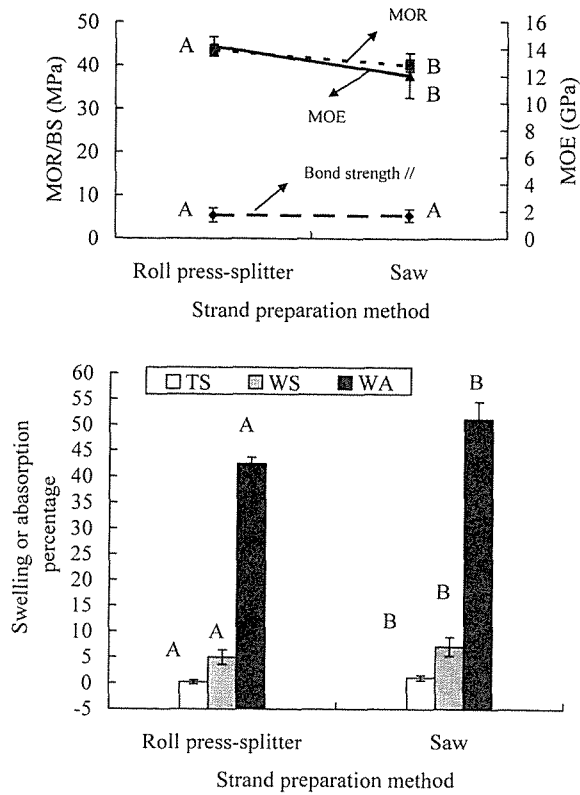 50
40
30
20
10
0
MOR/BS (MPa)
16
14
12
10
8
6
4
2
0
MOE (GPa)
MOR
A
B
B
MOE
Bond strength //
A
A
Roll press-splitter
Saw
Strand preparation method
60
55
50
45
40
35
30
25
20
15
10
5
0
-5
Swelling or abasorption
percentage
TS WS WA
A
B
A
A
B
B
Roll press-splitter
Saw
Strand preparation method